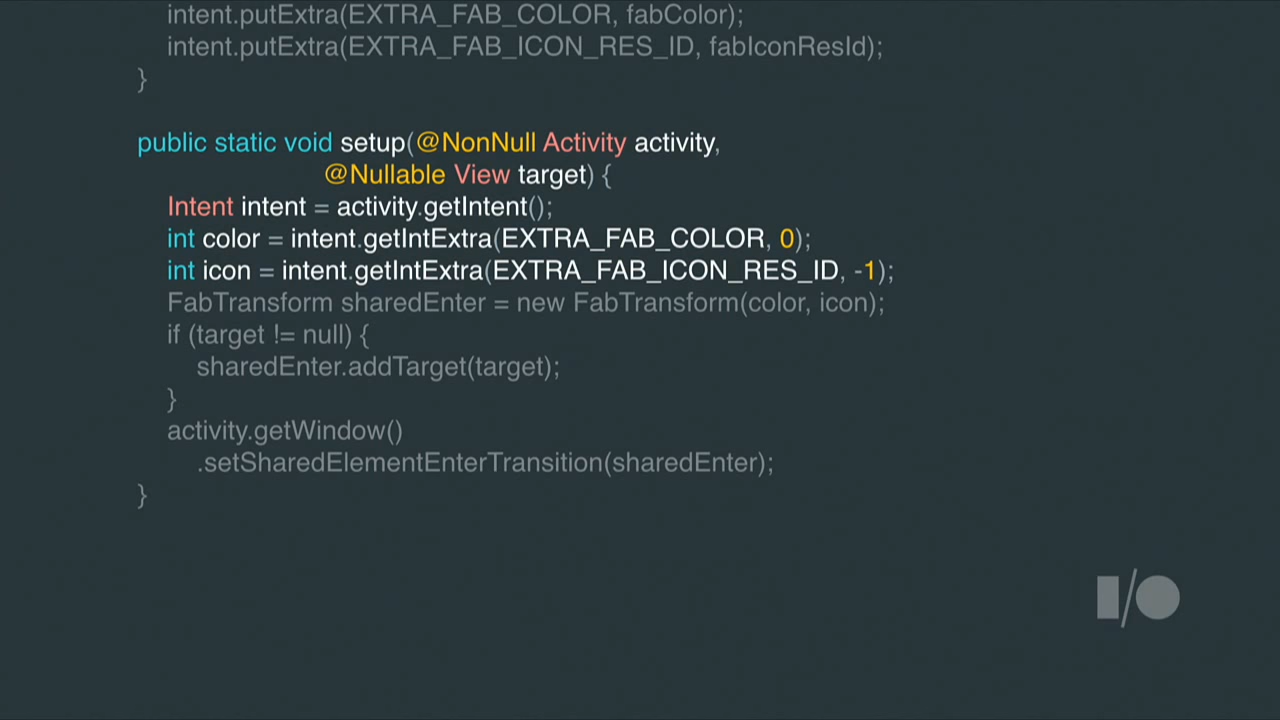 intent.putExtra(EXTRA_FAB_COLOR, fabColor);
intent.putExtra(EXTRA_FAB_ICON_RES_ID, fabIconResId);
}
public static void setup(@NonNull Activity activity,
@Nullable View target) {
Intent intent = activity.getIntent();
int color = intent.getIntExtra(EXTRA_FAB_COLOR, 0);
int icon = intent.getIntExtra(EXTRA_FAB_ICON_RES_ID, -1);
FabTransform sharedEnter = new FabTransform(color, icon);
if (target != null) {
sharedEnter.addTarget(target);
}
activity.getWindow()
.setSharedElementEnterTransition(sharedEnter);
}
I/O